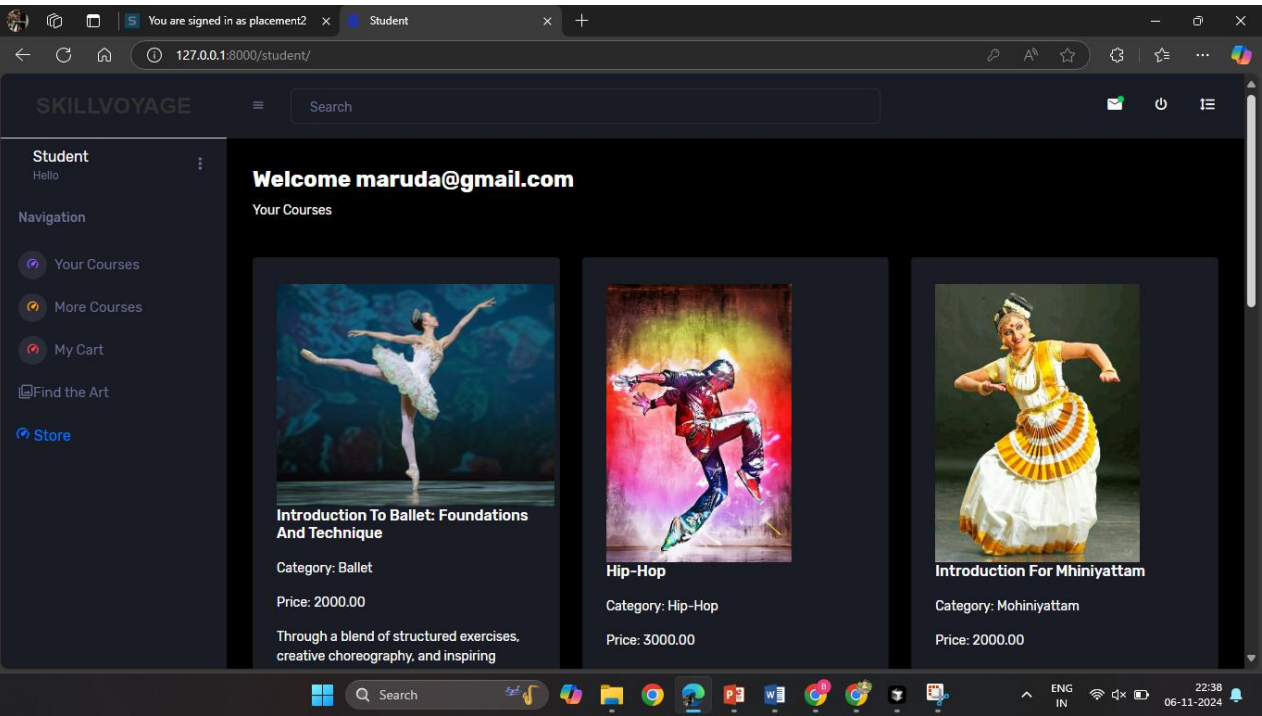 You are signed in as placement2
Student
127.0.0.1:8000/student/
SKILLVOYAGE
Search
Student
Hello
Welcome maruda@gmail.com
Your Courses
Navigation
Your Courses
More Courses
My Cart
Find the Art
Store
Introduction To Ballet: Foundations
And Technique
Category: Ballet
Price: 2000.00
Through a blend of structured exercises,
creative choreography, and inspiring
Hip-Hop
Category: Hip-Hop
Price: 3000.00
Introduction For Mhiniyattam
Category: Mohiniyattam
Price: 2000.00
Search
ENG
IN
22:38
06-11-2024